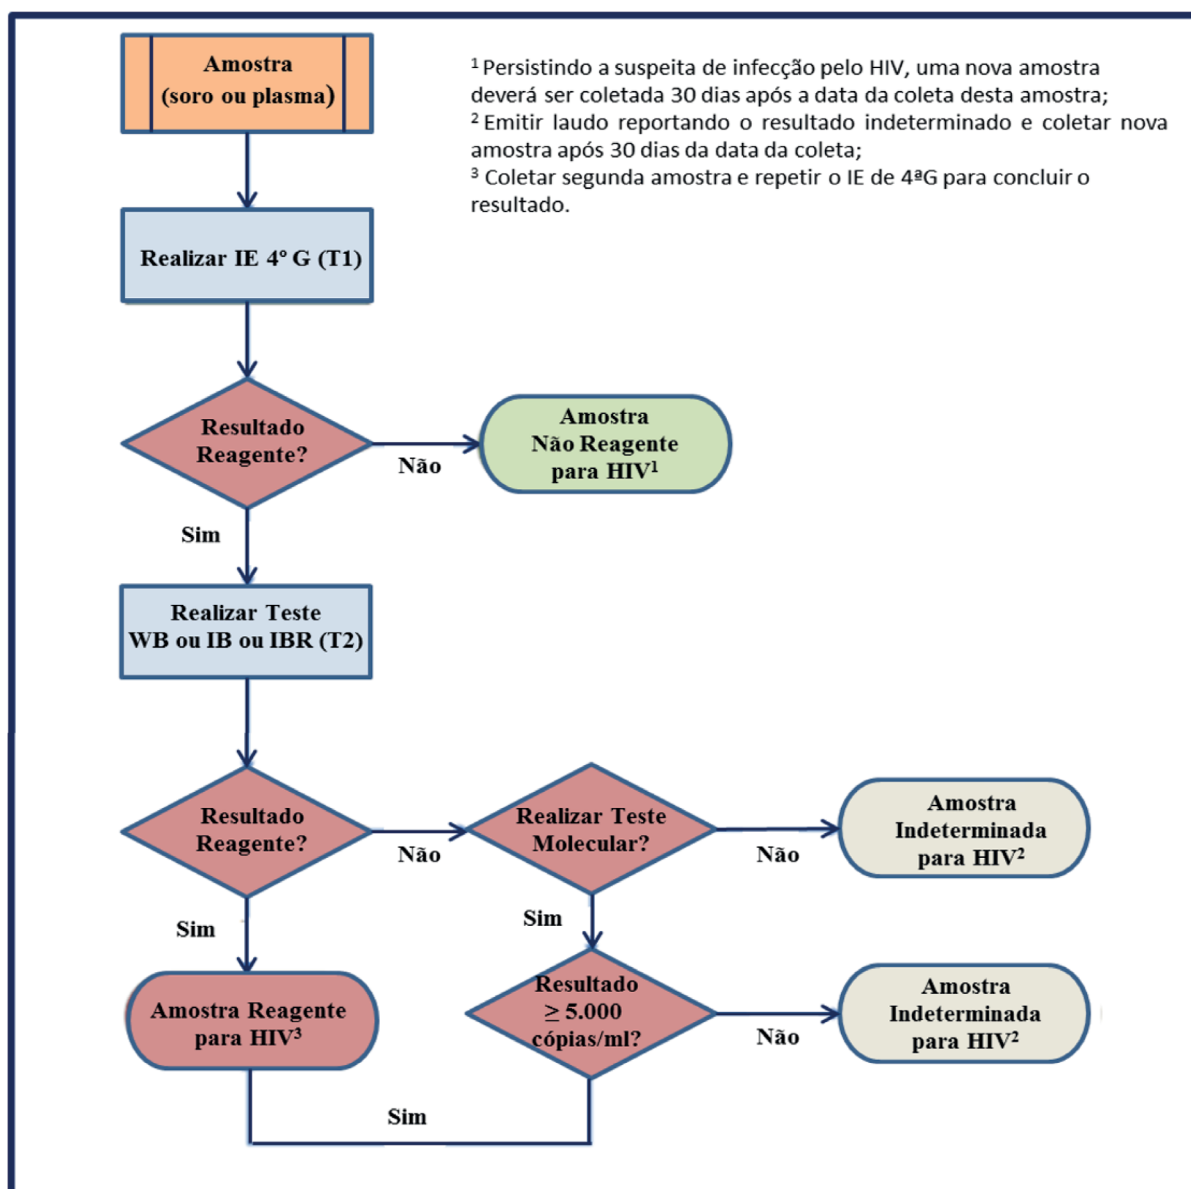 Amostra
(soro ou plasma)
¹ Persistindo a suspeita de infecção pelo HIV, uma nova amostra
deverá ser coletada 30 dias após a data da coleta desta amostra;
² Emitir laudo reportando o resultado indeterminado e coletar nova
amostra após 30 dias da data da coleta;
³ Coletar segunda amostra e repetir o IE de 4ªG para concluir o
resultado.
Realizar IE 4º G (T1)
Resultado
Reagente?
Não
Amostra
Não Reagente
para HIV¹
Sim
Realizar Teste
WB ou IB ou IBR (T2)
Resultado
Reagente?
Não
Realizar Teste
Molecular?
Não
Amostra
Indeterminada
para HIV²
Sim
Sim
Amostra Reagente
para HIV³
Resultado
≥ 5.000
cópias/ml?
Não
Amostra
Indeterminada
para HIV²
Sim